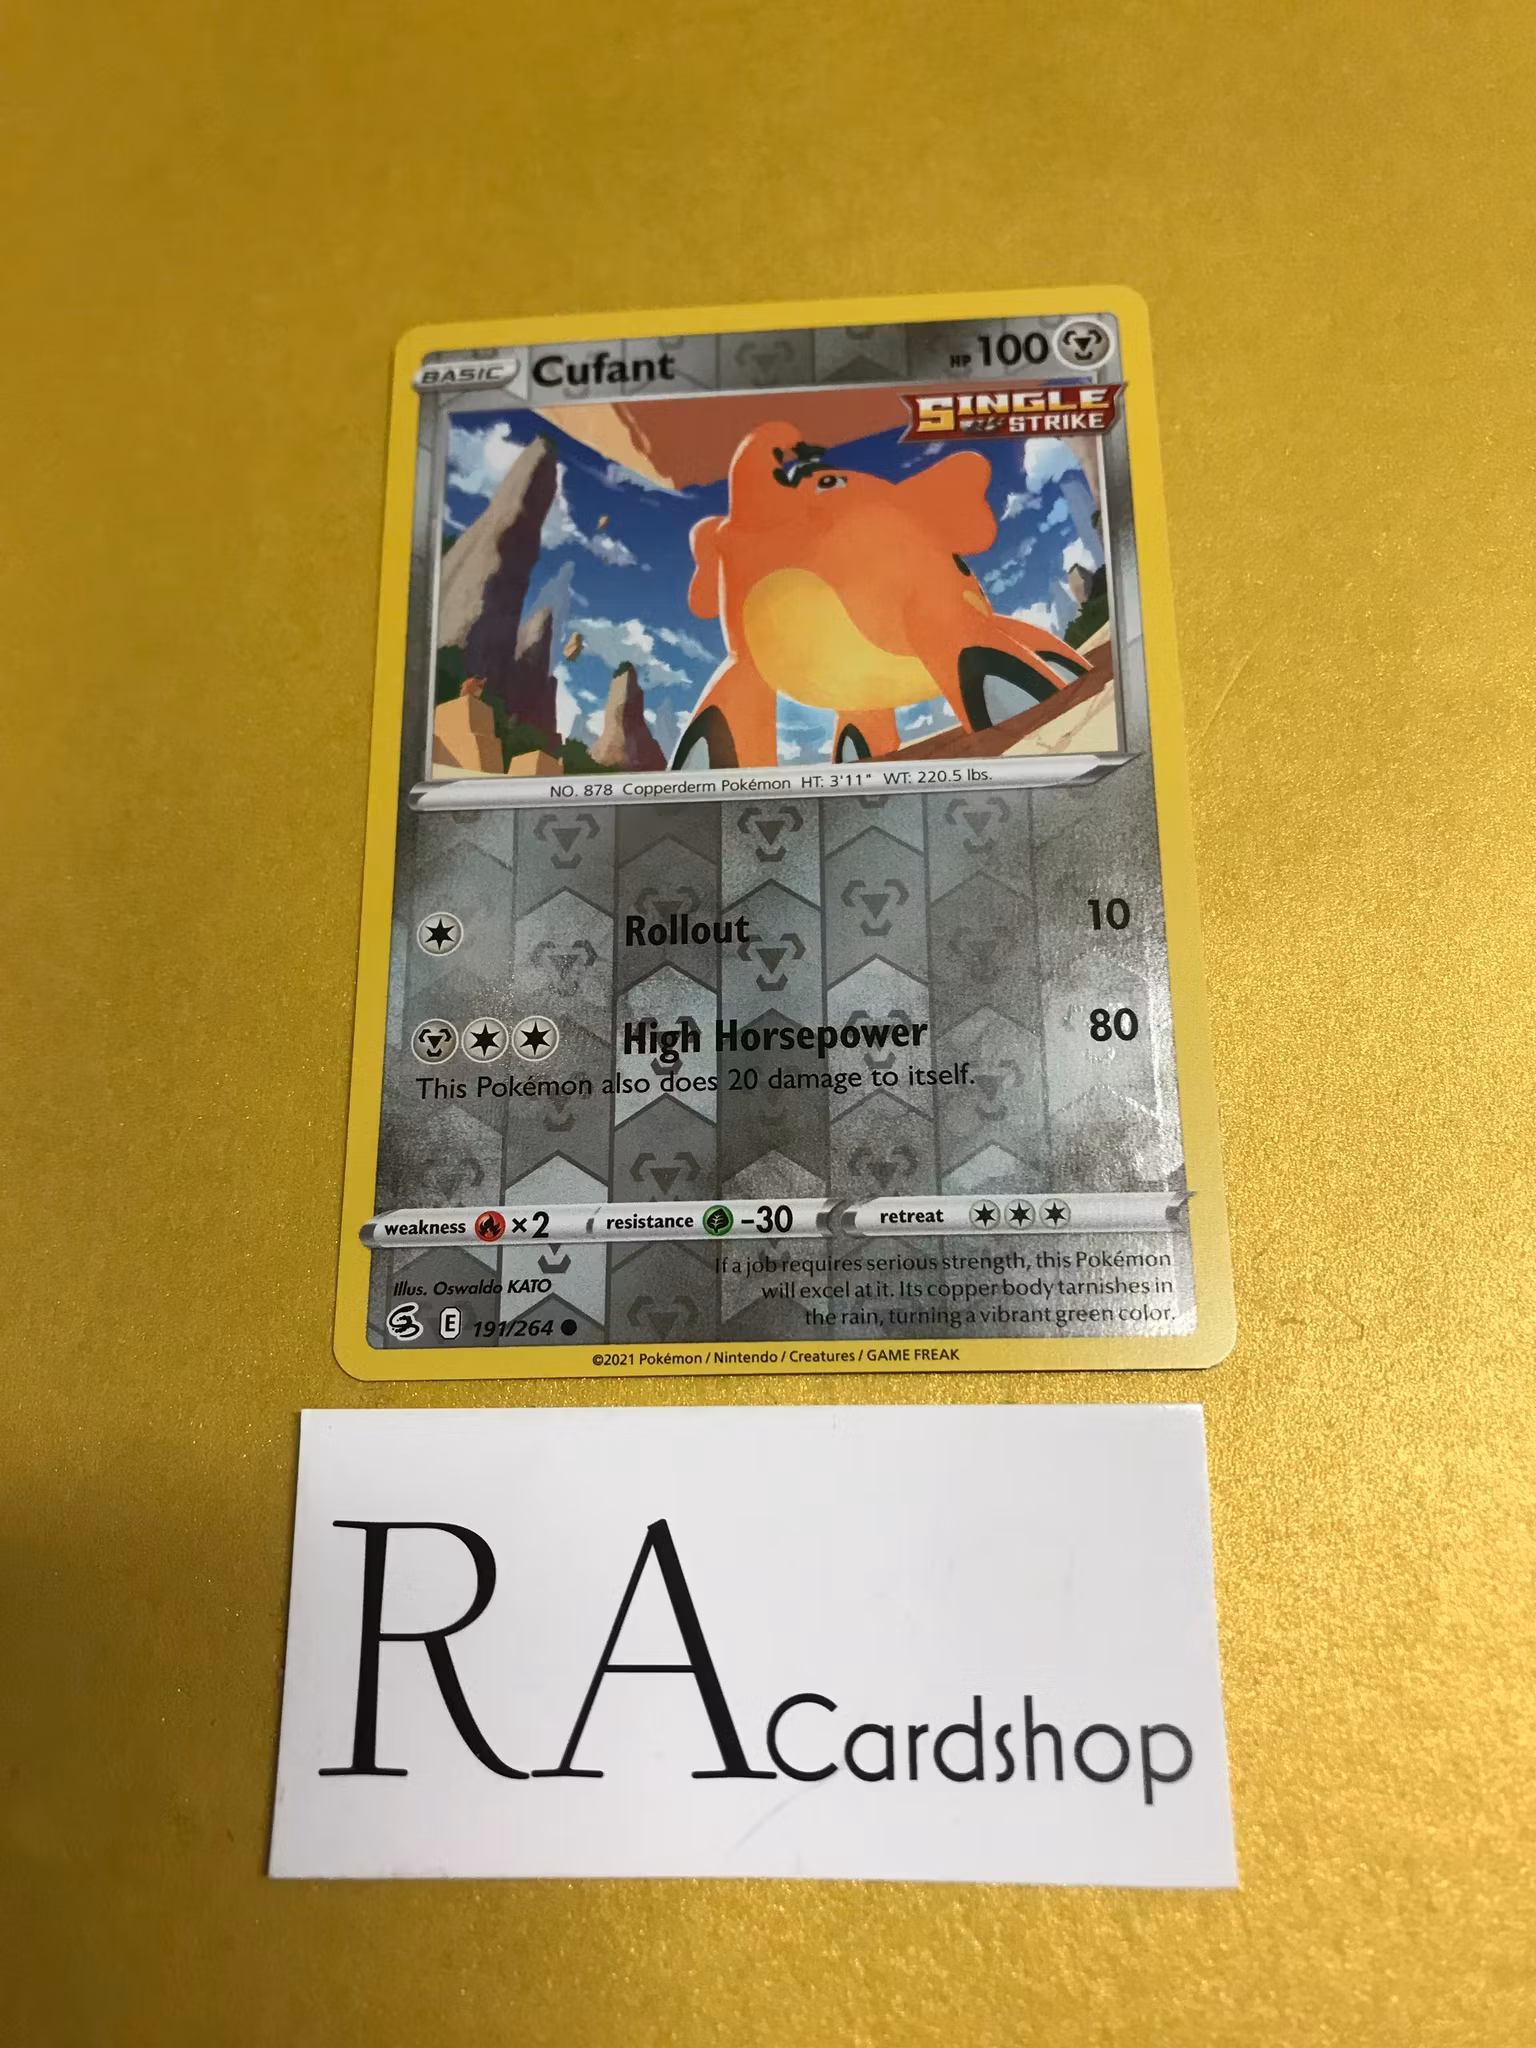 BASIC Cufant HP 100
SINGLE
STRIKE
NO. 878 Copperderm Pokémon HT: 3'11" WT: 220.5 lbs.
Rollout 10
High Horsepower 80
This Pokémon also does 20 damage to itself.
weakness ×2 resistance -30 retreat
If a job requires serious strength, this Pokémon
will excel at it. Its copper body tarnishes in
the rain, turning a vibrant green color.
Illus. Oswaldo KATO
E 191/264
©2021 Pokémon / Nintendo / Creatures / GAME FREAK
RACardshop